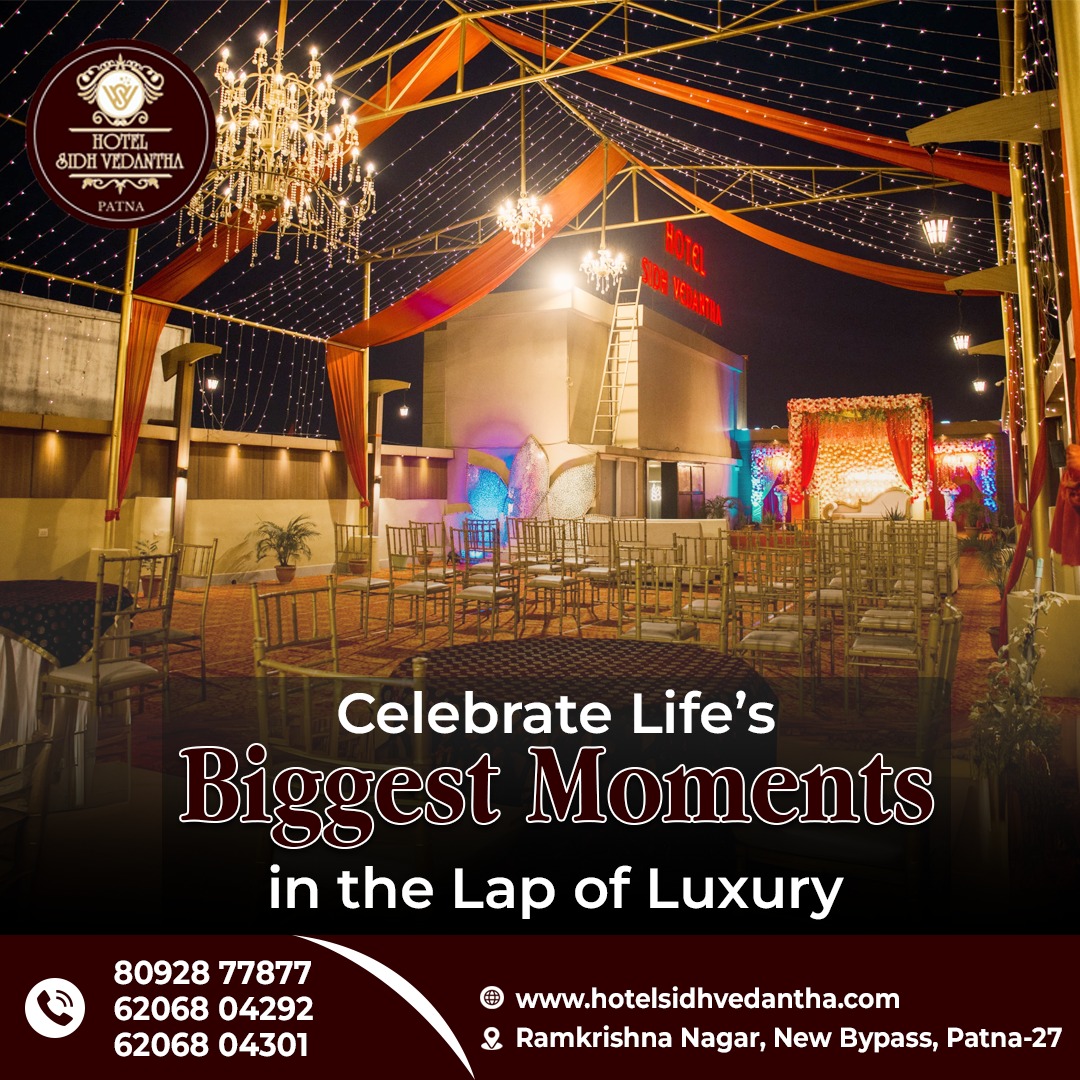 HOTEL
SIDH VEDANTHA
PATNA
HOTEL
SIDH VEDANTHA
Celebrate Life’s
Biggest Moments
in the Lap of Luxury
80928 77877
62068 04292
62068 04301
www.hotelsidhvedantha.com
Ramkrishna Nagar, New Bypass, Patna-27